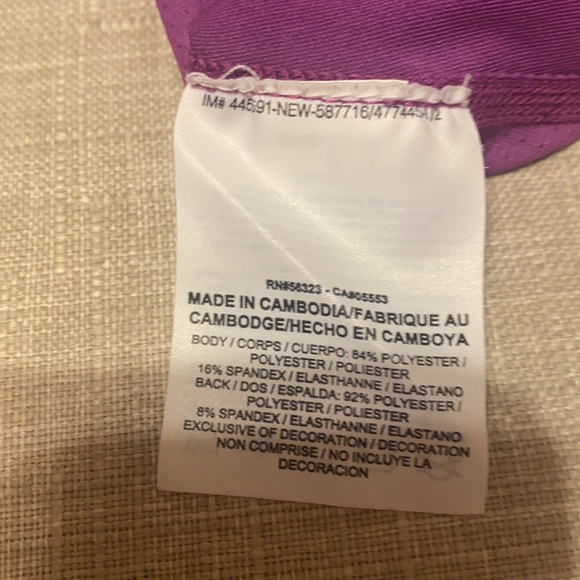 IM# 44591-NEW-587716/477445
RN#56323 - CA#05553
MADE IN CAMBODIA/FABRIQUE AU
CAMBODGE/HECHO EN CAMBOYA
BODY / CORPS / CUERPO: 84% POLYESTER /
POLYESTER / POLIESTER
16% SPANDEX / ELASTHANNE / ELASTANO
BACK / DOS / ESPALDA: 92% POLYESTER /
POLYESTER / POLIESTER
8% SPANDEX / ELASTHANNE / ELASTANO
EXCLUSIVE OF DECORATION / DECORATION
NON COMPRISE / NO INCLUYE LA
DECORACION